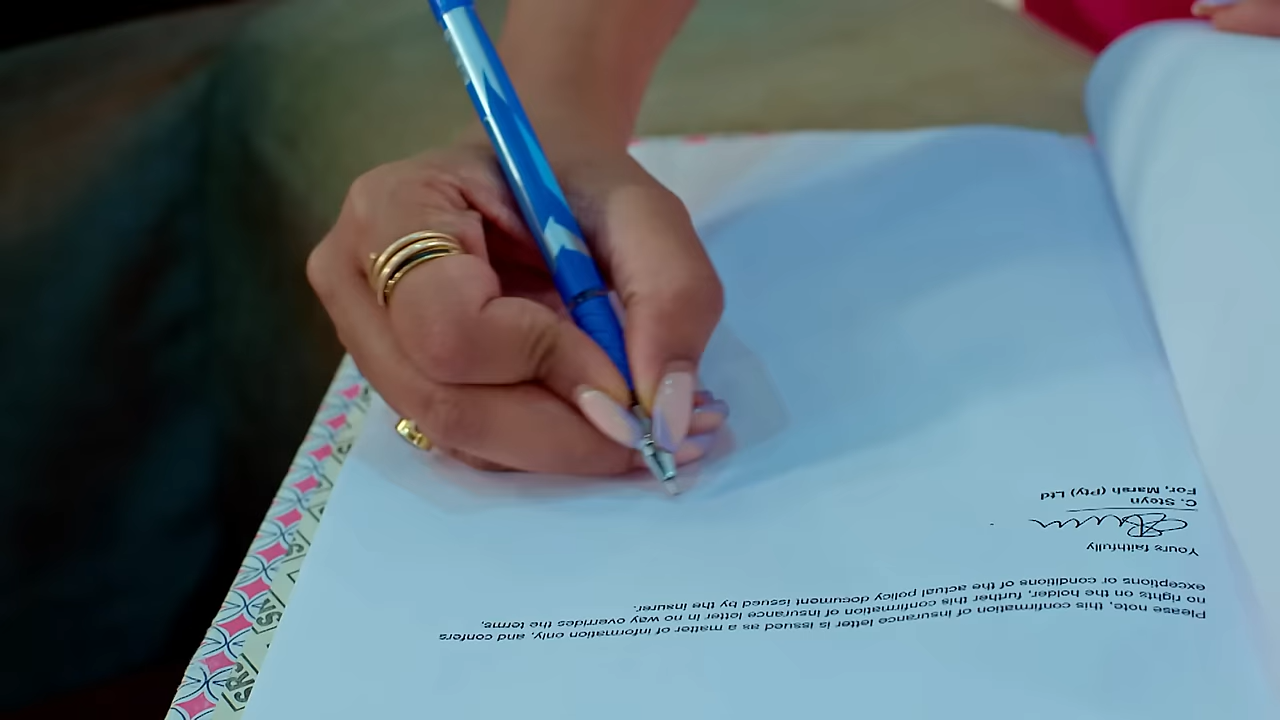 Please note, this confirmation of insurance letter is issued as a matter of information only, and confers
no rights on the holder, further this confirmation of insurance letter in no way overrides the terms,
exceptions or conditions of the actual policy document issued by the insurer.
Yours faithfully
C. Steyn
For, Marsh (Pty) Ltd